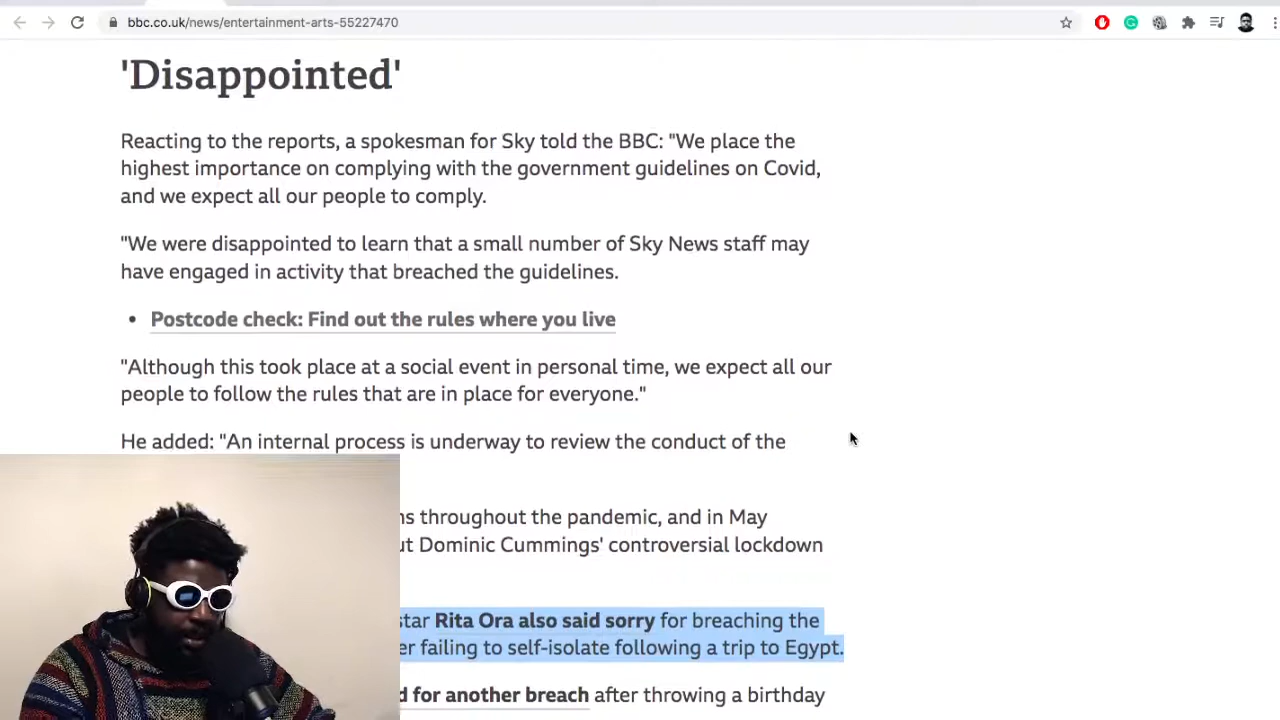 bbc.co.uk/news/entertainment-arts-55227470
'Disappointed'
Reacting to the reports, a spokesman for Sky told the BBC: "We place the
highest importance on complying with the government guidelines on Covid,
and we expect all our people to comply.
"We were disappointed to learn that a small number of Sky News staff may
have engaged in activity that breached the guidelines.
• Postcode check: Find out the rules where you live
"Although this took place at a social event in personal time, we expect all our
people to follow the rules that are in place for everyone."
He added: "An internal process is underway to review the conduct of the
throughout the pandemic, and in May
Dominic Cummings' controversial lockdown
star Rita Ora also said sorry for breaching the
failing to self-isolate following a trip to Egypt.
for another breach after throwing a birthday